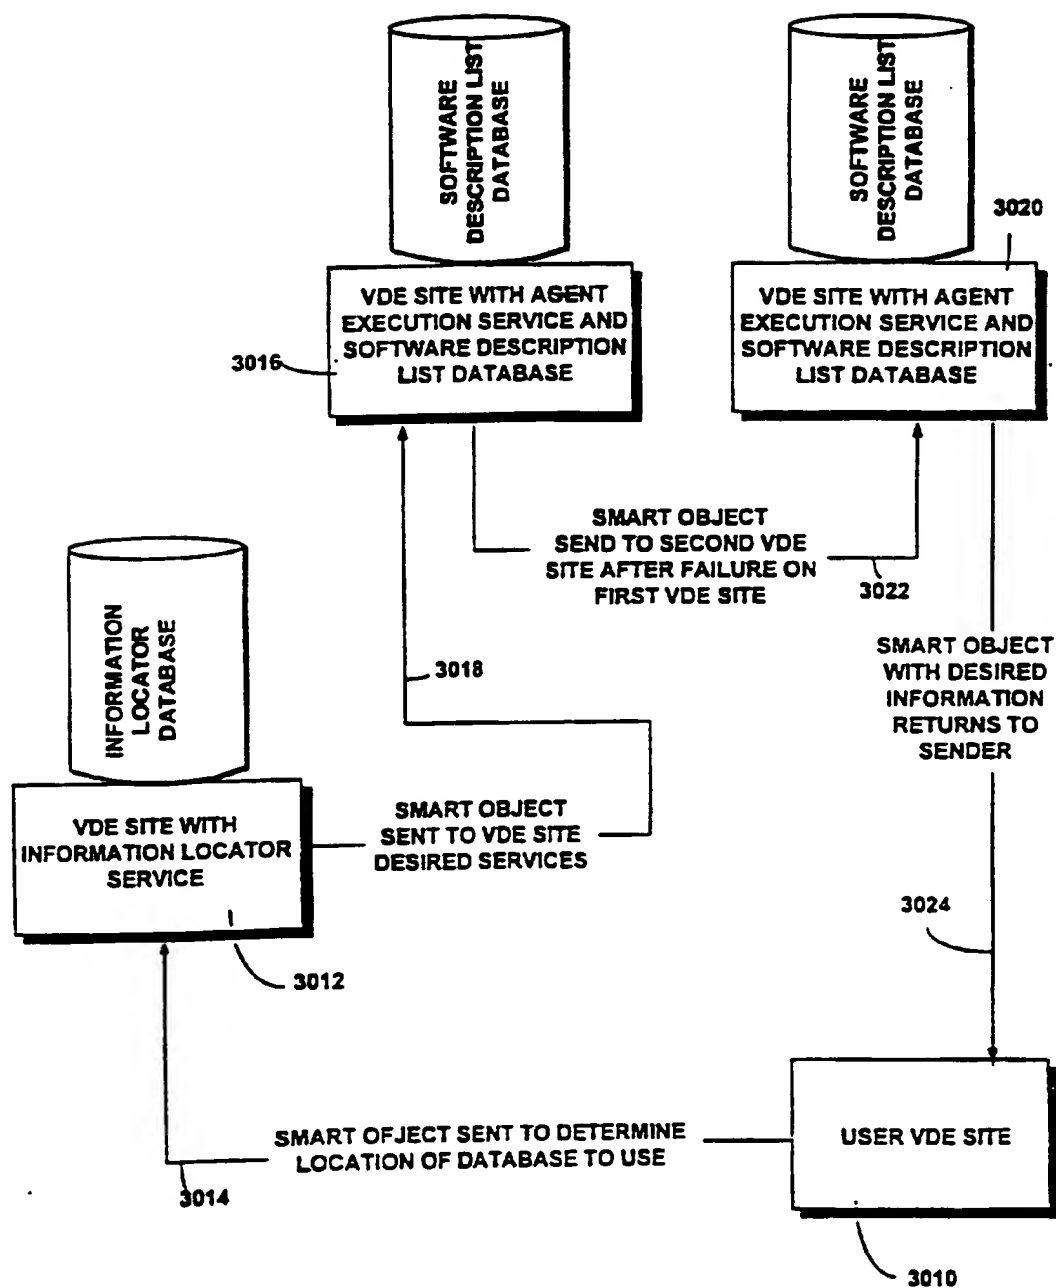 SOFTWARE
DESCRIPTION LIST
DATABASE
SOFTWARE
DESCRIPTION LIST
DATABASE
3020
VDE SITE WITH AGENT
EXECUTION SERVICE AND
SOFTWARE DESCRIPTION
LIST DATABASE
3016
VDE SITE WITH AGENT
EXECUTION SERVICE AND
SOFTWARE DESCRIPTION
LIST DATABASE
SMART OBJECT
SEND TO SECOND VDE
SITE AFTER FAILURE ON
FIRST VDE SITE
3022
INFORMATION
LOCATOR
DATABASE
3018
SMART OBJECT
WITH DESIRED
INFORMATION
RETURNS TO
SENDER
VDE SITE WITH
INFORMATION LOCATOR
SERVICE
SMART OBJECT
SENT TO VDE SITE
DESIRED SERVICES
3024
3012
SMART OFJECT SENT TO DETERMINE
LOCATION OF DATABASE TO USE
3014
USER VDE SITE
3010